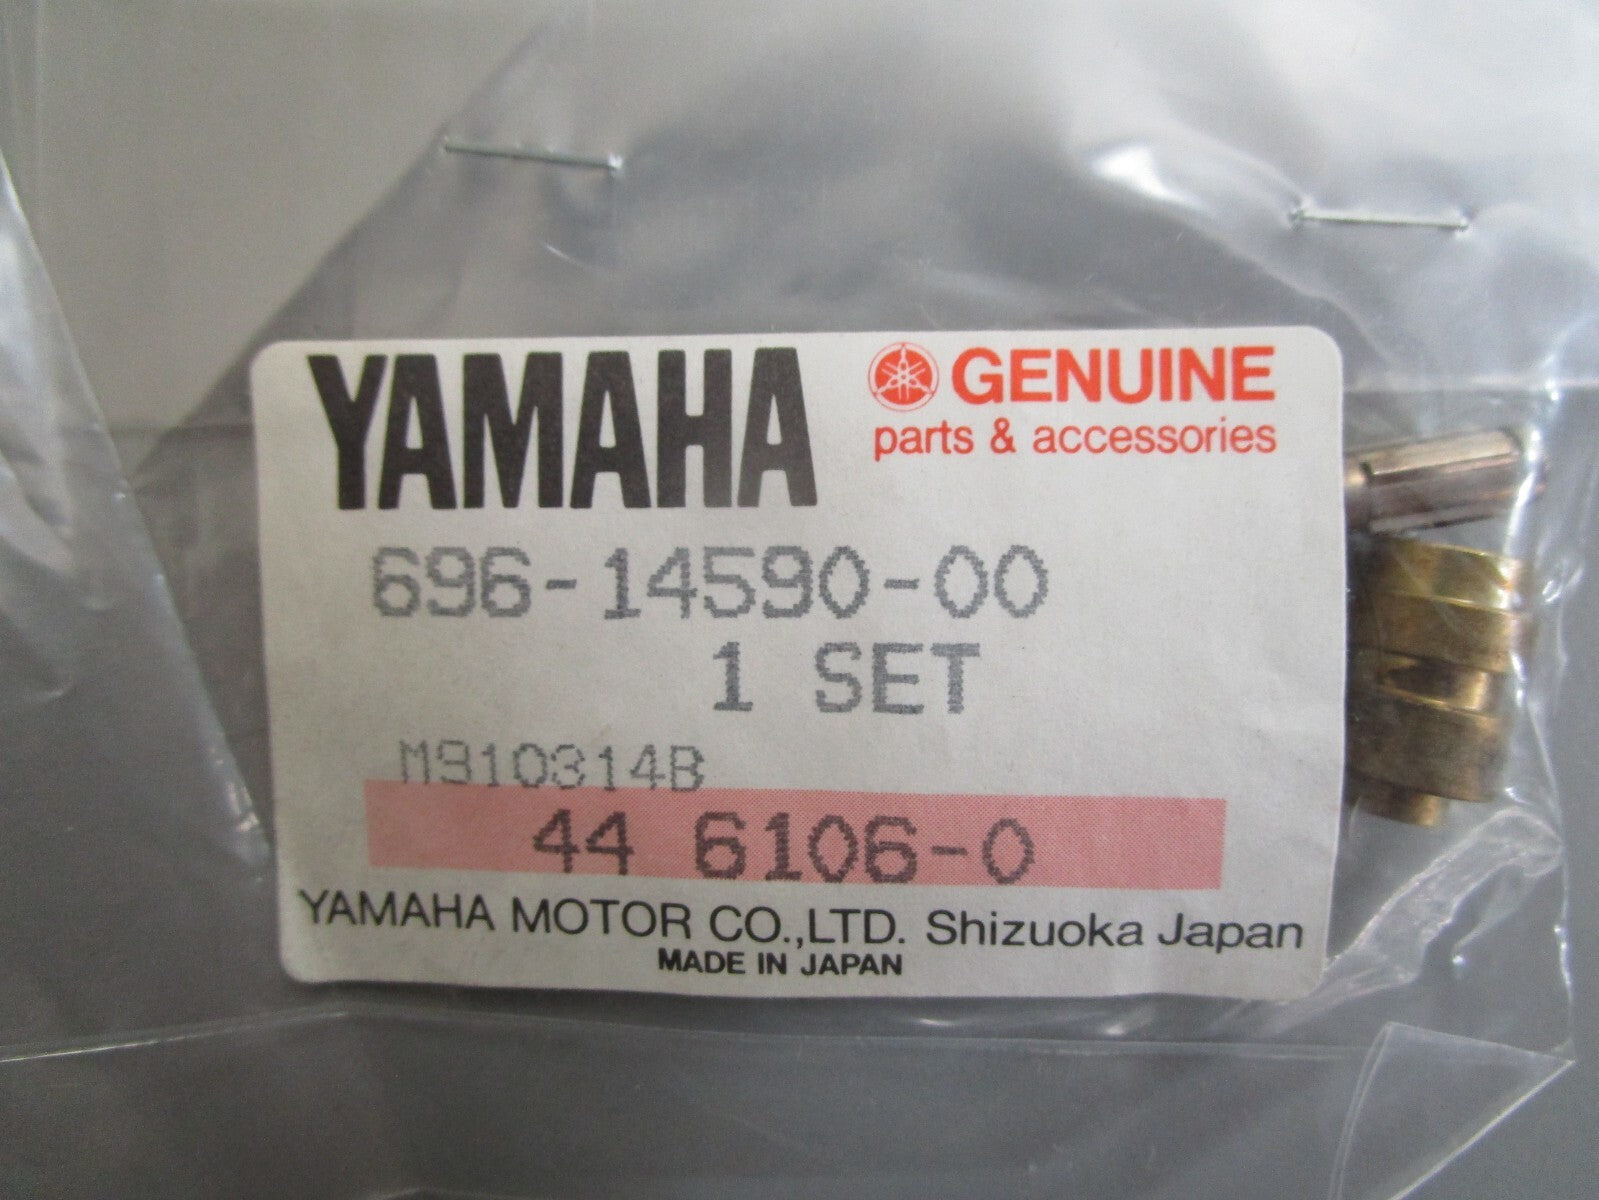 YAMAHA
GENUINE
parts & accessories
696-14590-00
1 SET
M910314B
44 6106-0
YAMAHA MOTOR CO.,LTD. Shizuoka Japan
MADE IN JAPAN